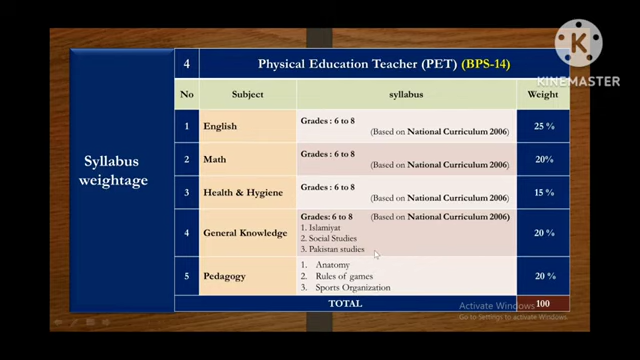 KINEMASTER
Syllabus
weightage
4 Physical Education Teacher (PET) (BPS-14)
No Subject syllabus Weight
1 English Grades : 6 to 8 (Based on National Curriculum 2006) 25 %
2 Math Grades : 6 to 8 (Based on National Curriculum 2006) 20%
3 Health & Hygiene Grades : 6 to 8 (Based on National Curriculum 2006) 15 %
4 General Knowledge Grades: 6 to 8 (Based on National Curriculum 2006) 20 %
1. Islamiyat
2. Social Studies
3. Pakistan studies
5 Pedagogy 20 %
1. Anatomy
2. Rules of games
3. Sports Organization
TOTAL 100
Activate Windows
Go to Settings to activate Windows.